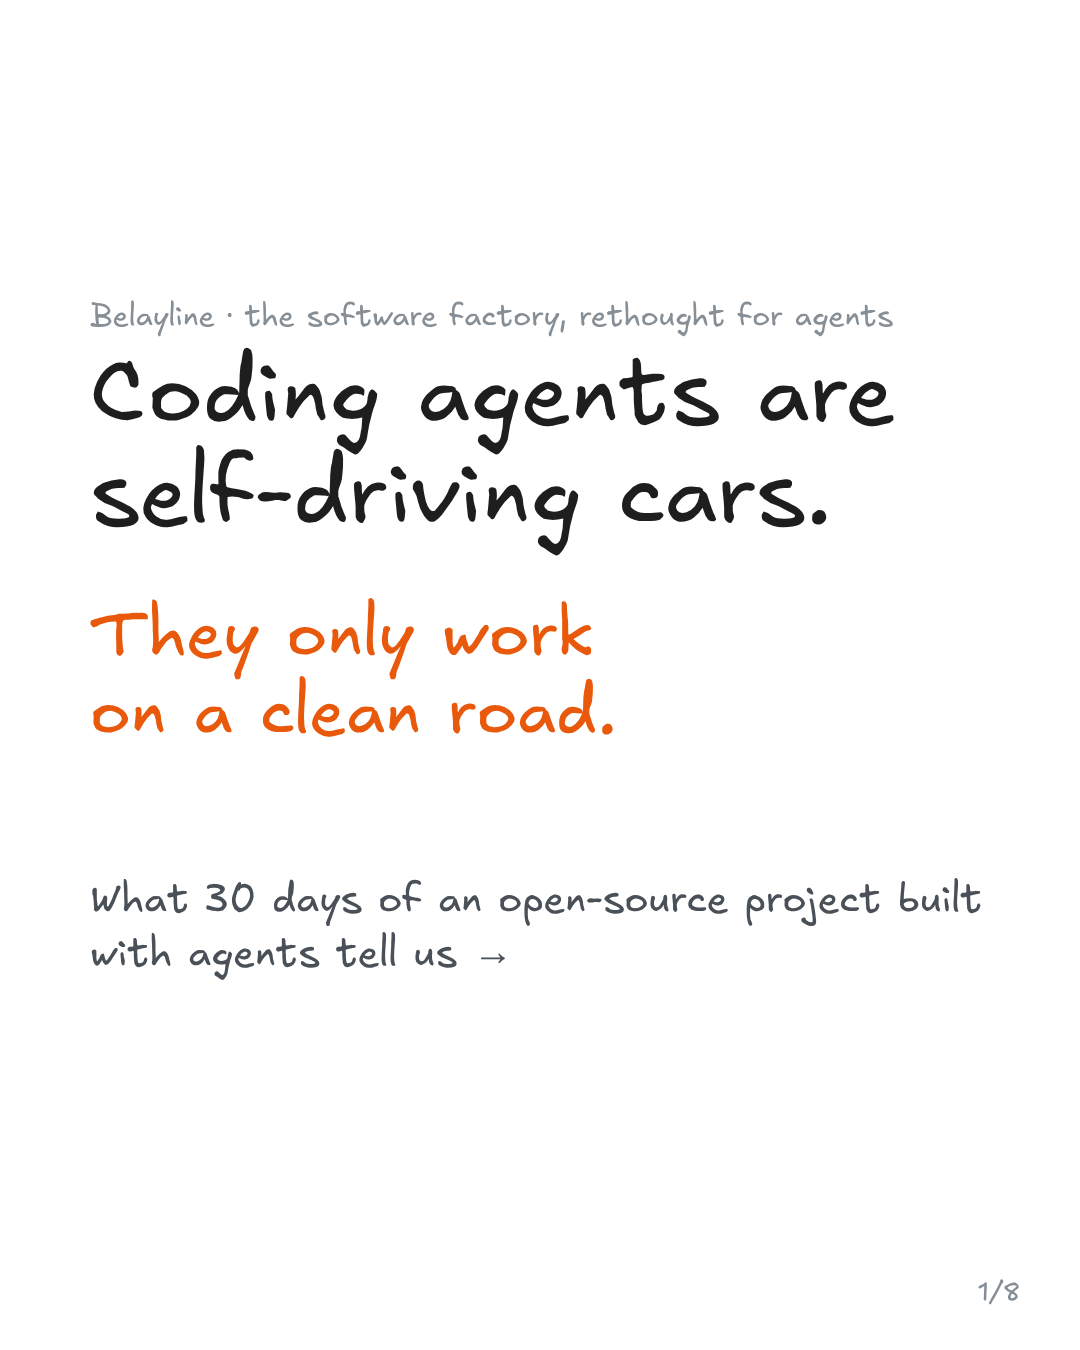 Belayline · the software factory, rethought for agents
Coding agents are
self-driving cars.
They only work
on a clean road.
What 30 days of an open-source project built
with agents tell us →
1/8